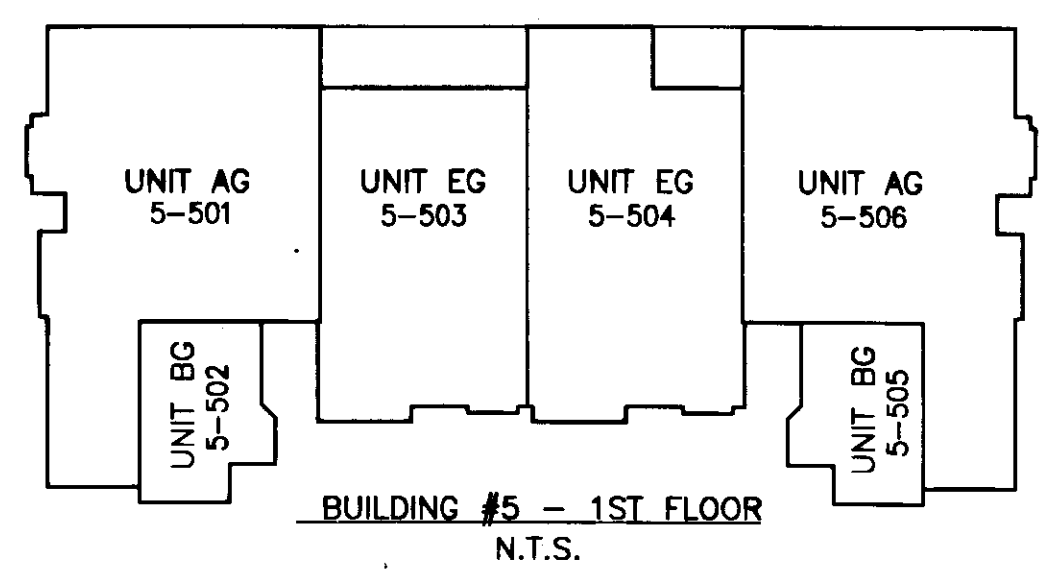 UNIT AG
5-501
UNIT EG
5-503
UNIT EG
5-504
UNIT AG
5-506
UNIT BG
5-502
UNIT BG
5-505
BUILDING #5 - 1ST FLOOR
N.T.S.